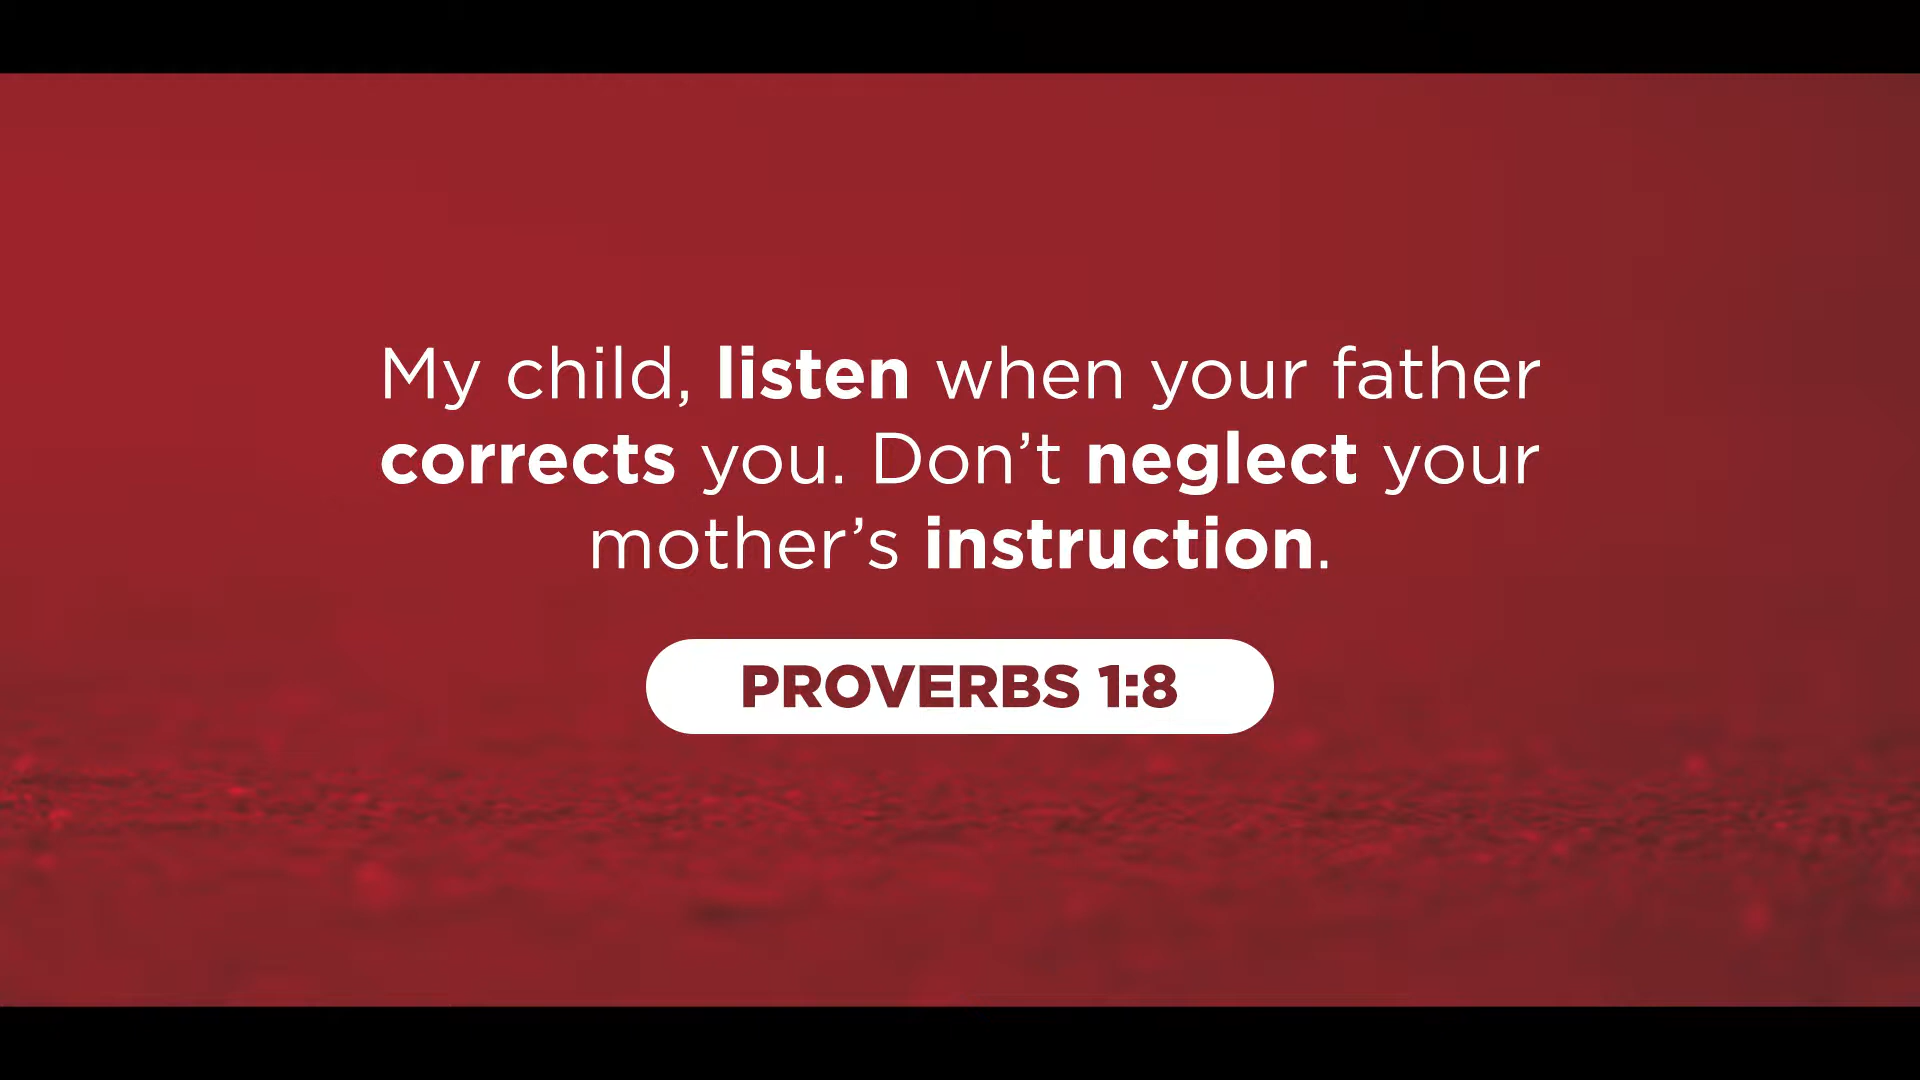 My child, listen when your father
corrects you. Don’t neglect your
mother’s instruction.
PROVERBS 1:8